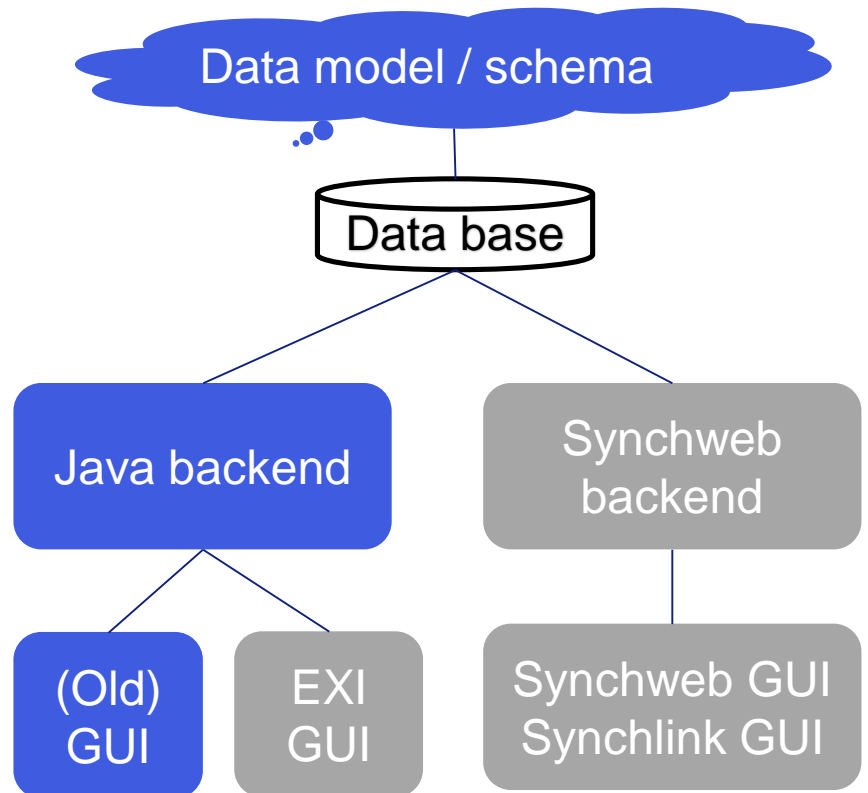 Data model / schema
Data base
Java backend
Synchweb
backend
(Old)
GUI
EXI
GUI
Synchweb GUI
Synchlink GUI